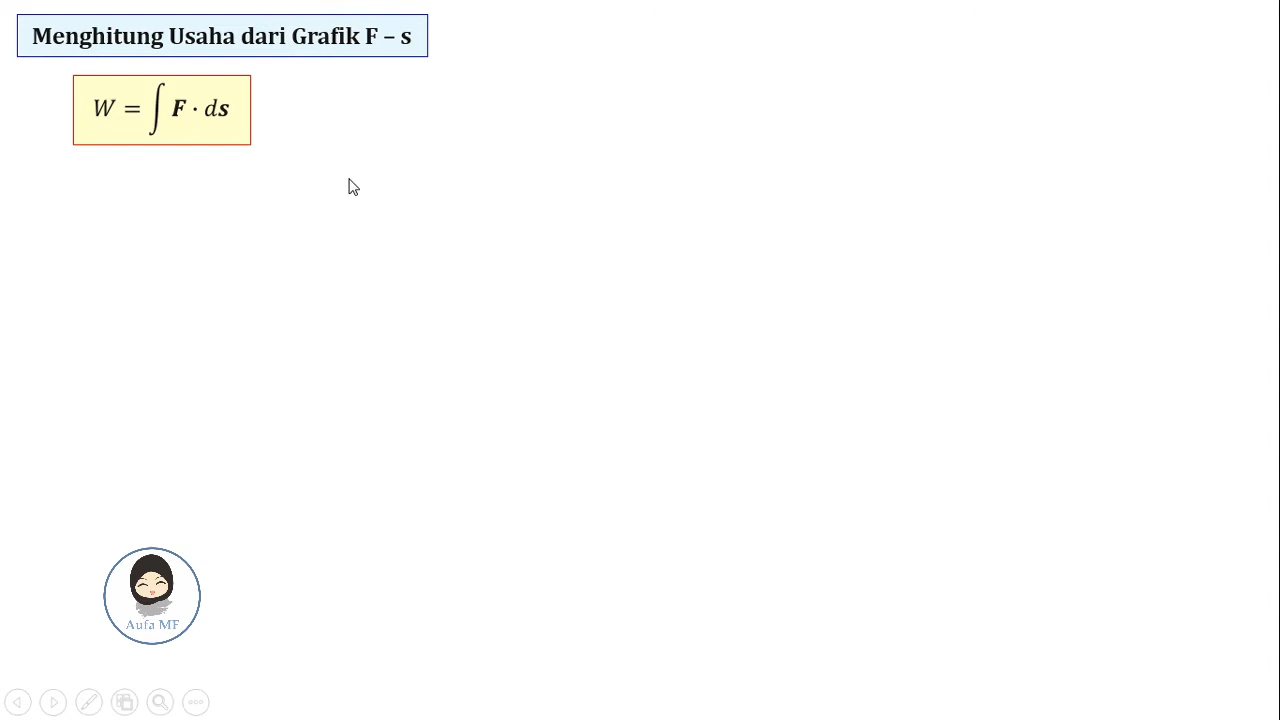 Menghitung Usaha dari Grafik F – s
W = ∫ F · ds
Aufa MF